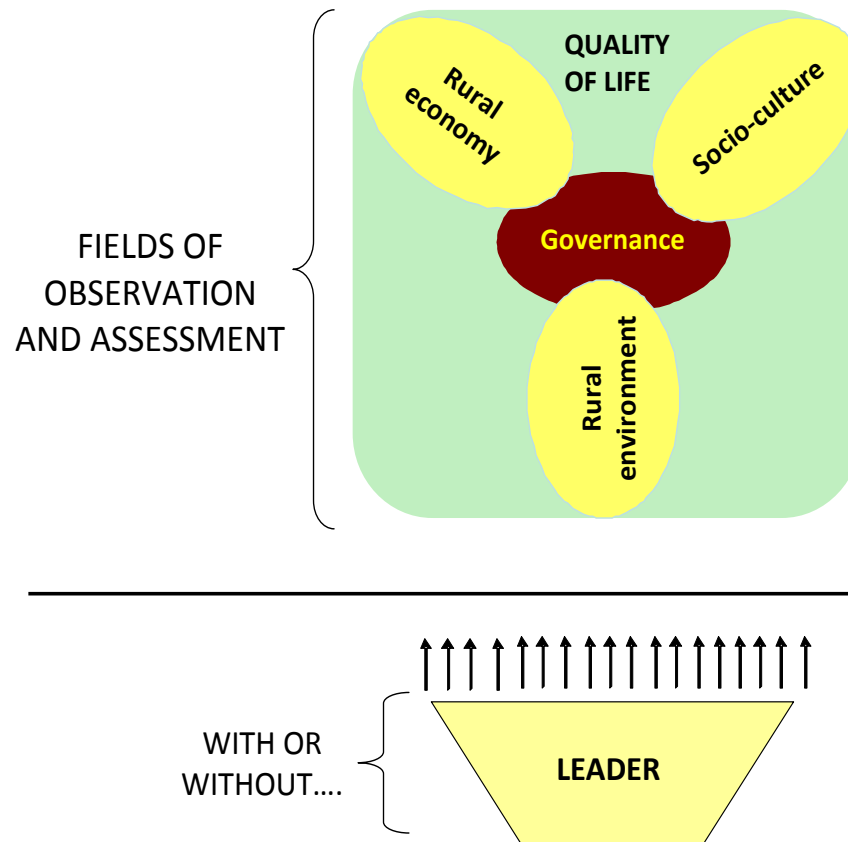 QUALITY
OF LIFE
Rural
economy
Socio-culture
Governance
FIELDS OF
OBSERVATION
AND ASSESSMENT
Rural
environment
WITH OR
WITHOUT....
LEADER